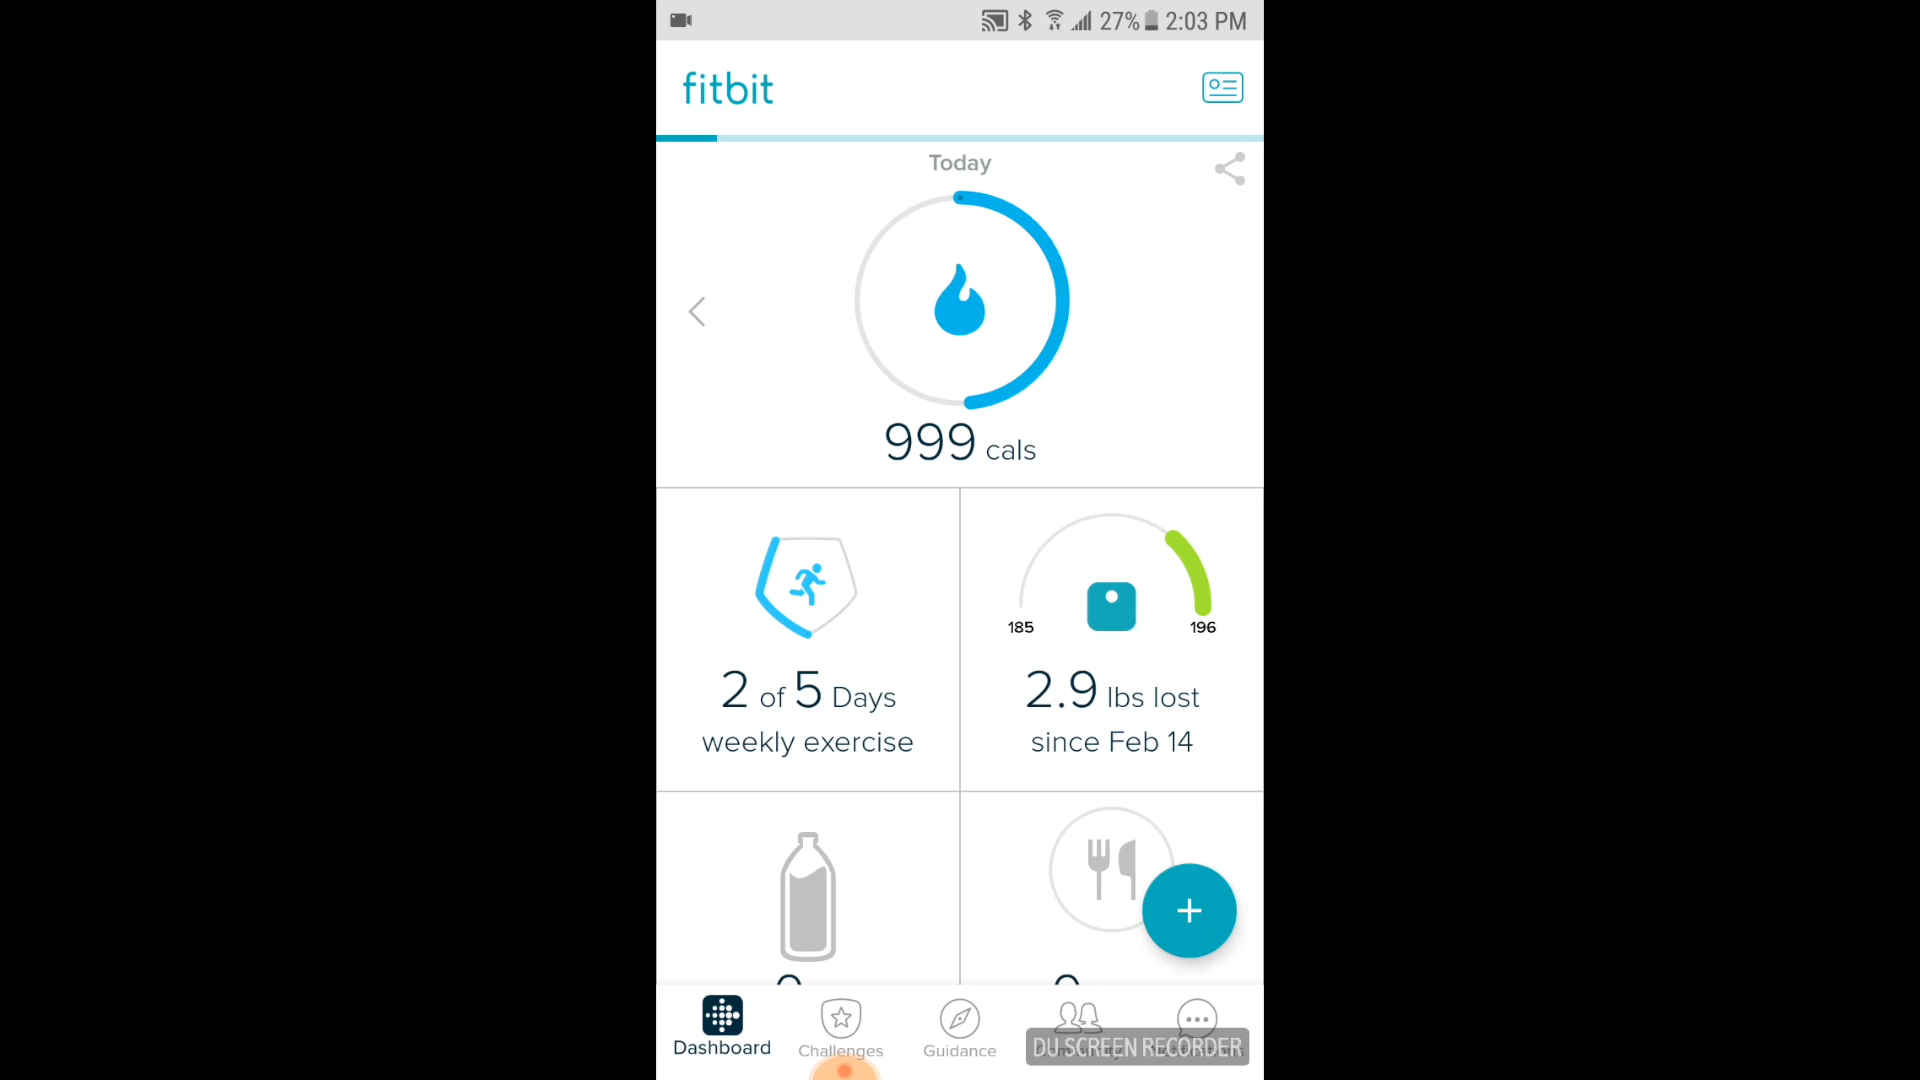 27% 2:03 PM
fitbit
Today
999 cals
2 of 5 Days
weekly exercise
185
196
2.9 lbs lost
since Feb 14
Dashboard
Challenges
Guidance
DU SCREEN RECORDER